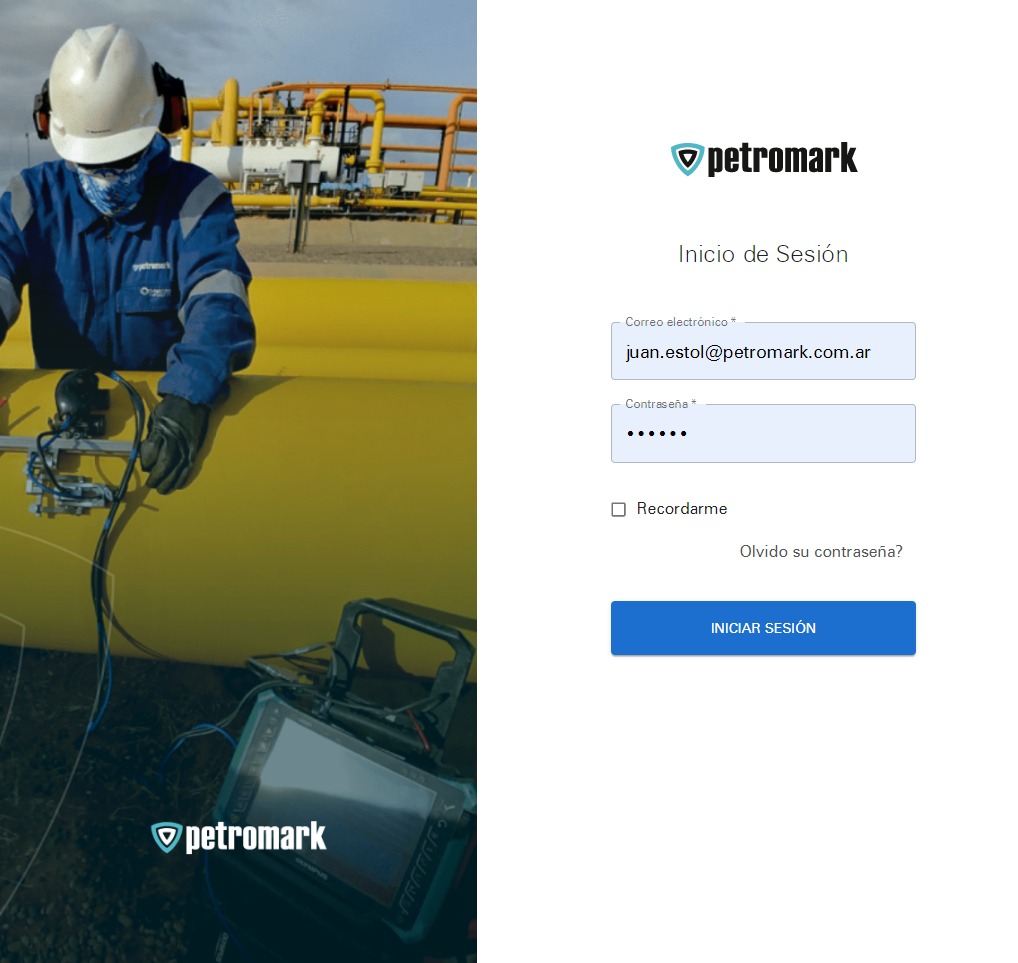 petromark
petromark
petromark
Inicio de Sesión
Correo electrónico *
juan.estol@petromark.com.ar
Contraseña *
••••••
Recordarme
Olvido su contraseña?
INICIAR SESIÓN